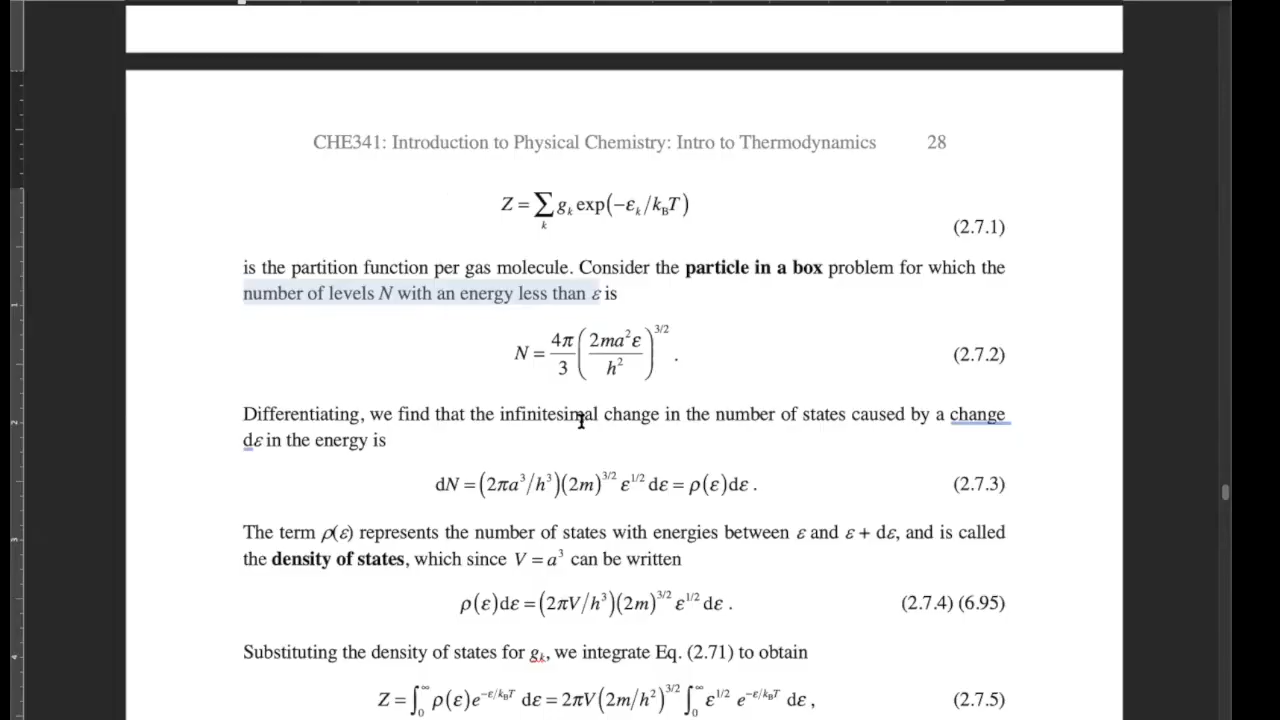 CHE341: Introduction to Physical Chemistry: Intro to Thermodynamics 28
Z = ∑ₖ gₖ exp(−εₖ/k_BT)
(2.7.1)
is the partition function per gas molecule. Consider the particle in a box problem for which the
number of levels N with an energy less than ε is
N = 4π/3 (2ma²ε/h²)^3/2 . (2.7.2)
Differentiating, we find that the infinitesimal change in the number of states caused by a change
dε in the energy is
dN = (2πa³/h³)(2m)^3/2 ε^1/2 dε = ρ(ε)dε . (2.7.3)
The term ρ(ε) represents the number of states with energies between ε and ε + dε, and is called
the density of states, which since V = a³ can be written
ρ(ε)dε = (2πV/h³)(2m)^3/2 ε^1/2 dε . (2.7.4) (6.95)
Substituting the density of states for gₖ, we integrate Eq. (2.71) to obtain
Z = ∫₀^∞ ρ(ε)e^−ε/k_BT dε = 2πV(2m/h²)^3/2 ∫₀^∞ ε^1/2 e^−ε/k_BT dε , (2.7.5)